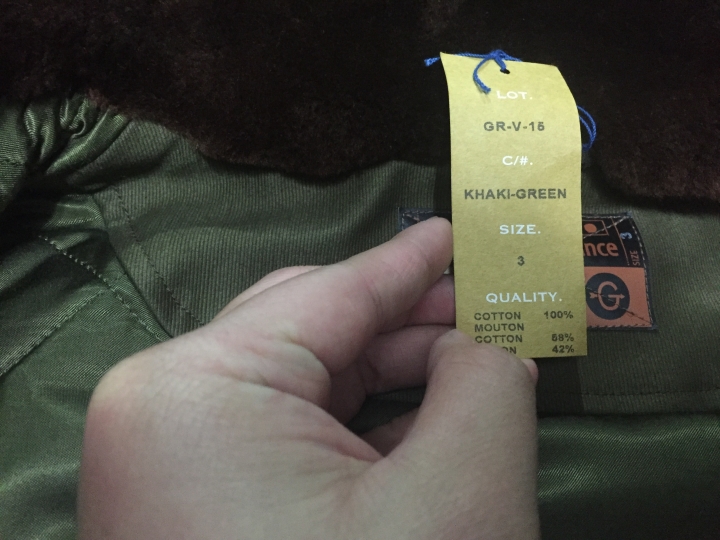 LOT.
GR-V-15
C/#.
KHAKI-GREEN
SIZE.
3
QUALITY.
COTTON 100%
MOUTON
COTTON 58%
42%
SIZE 3
G